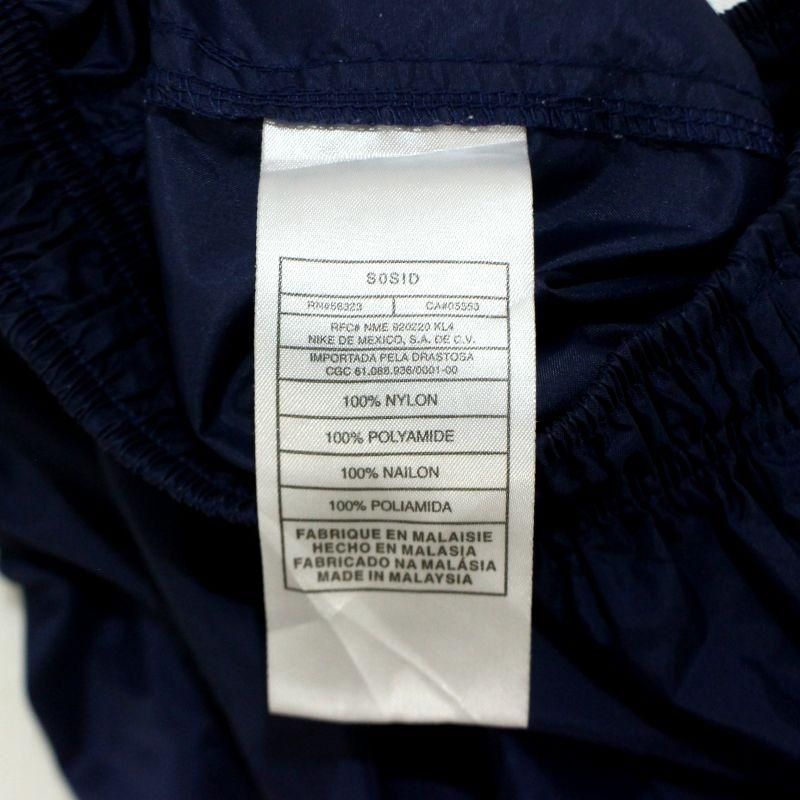 S0SID
RN#56323 CA#05553
RFC# NME 920220 KL4
NIKE DE MEXICO, S.A. DE C.V.
IMPORTADA PELA DRASTOSA
CGC 61.088.936/0001-00
100% NYLON
100% POLYAMIDE
100% NAILON
100% POLIAMIDA
FABRIQUE EN MALAISIE
HECHO EN MALASIA
FABRICADO NA MALÁSIA
MADE IN MALAYSIA